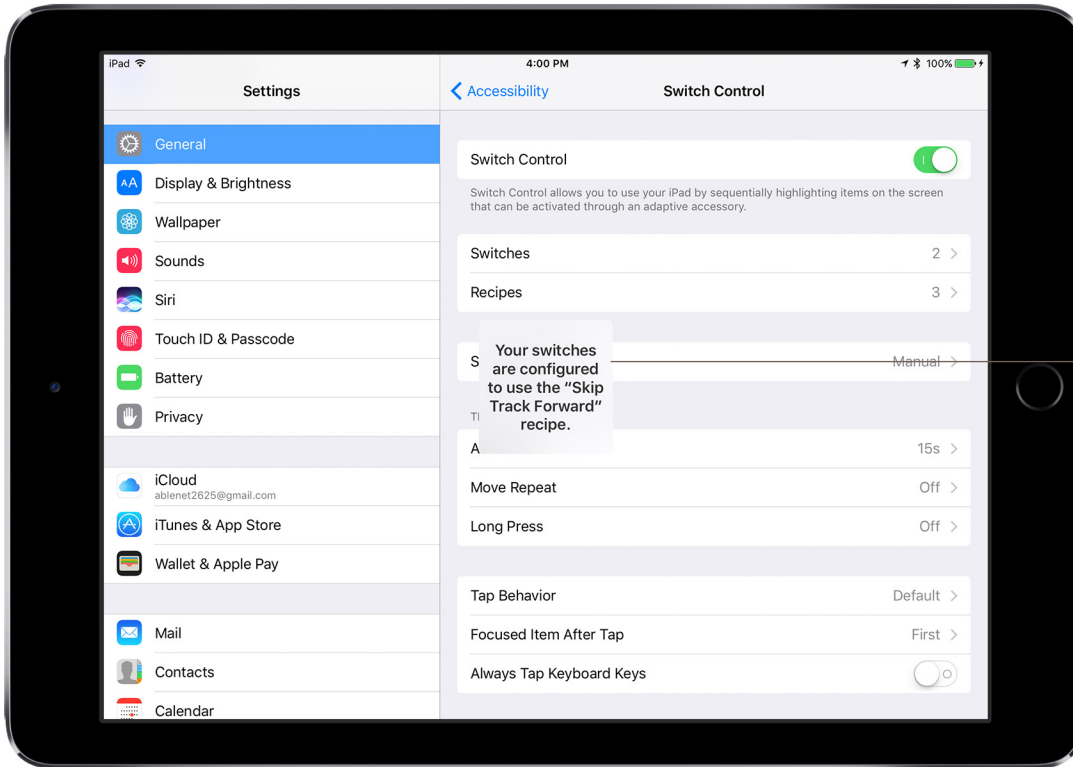 iPad
4:00 PM
100%
Settings
Accessibility
Switch Control
General
Display & Brightness
Wallpaper
Sounds
Siri
Touch ID & Passcode
Battery
Privacy
iCloud
ablenet2625@gmail.com
iTunes & App Store
Wallet & Apple Pay
Mail
Contacts
Calendar
Switch Control
Switch Control allows you to use your iPad by sequentially highlighting items on the screen
that can be activated through an adaptive accessory.
Switches 2
Recipes 3
Manual
Your switches
are configured
to use the “Skip
Track Forward”
recipe.
15s
Move Repeat Off
Long Press Off
Tap Behavior Default
Focused Item After Tap First
Always Tap Keyboard Keys